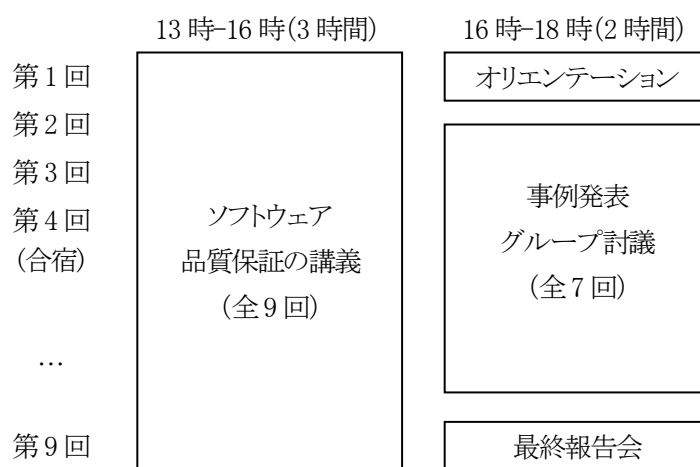 13時-16時(3時間)
16時-18時(2時間)
第1回
第2回
第3回
第4回
(合宿)
…
第9回
ソフトウェア
品質保証の講義
(全9回)
オリエンテーション
事例発表
グループ討議
(全7回)
最終報告会